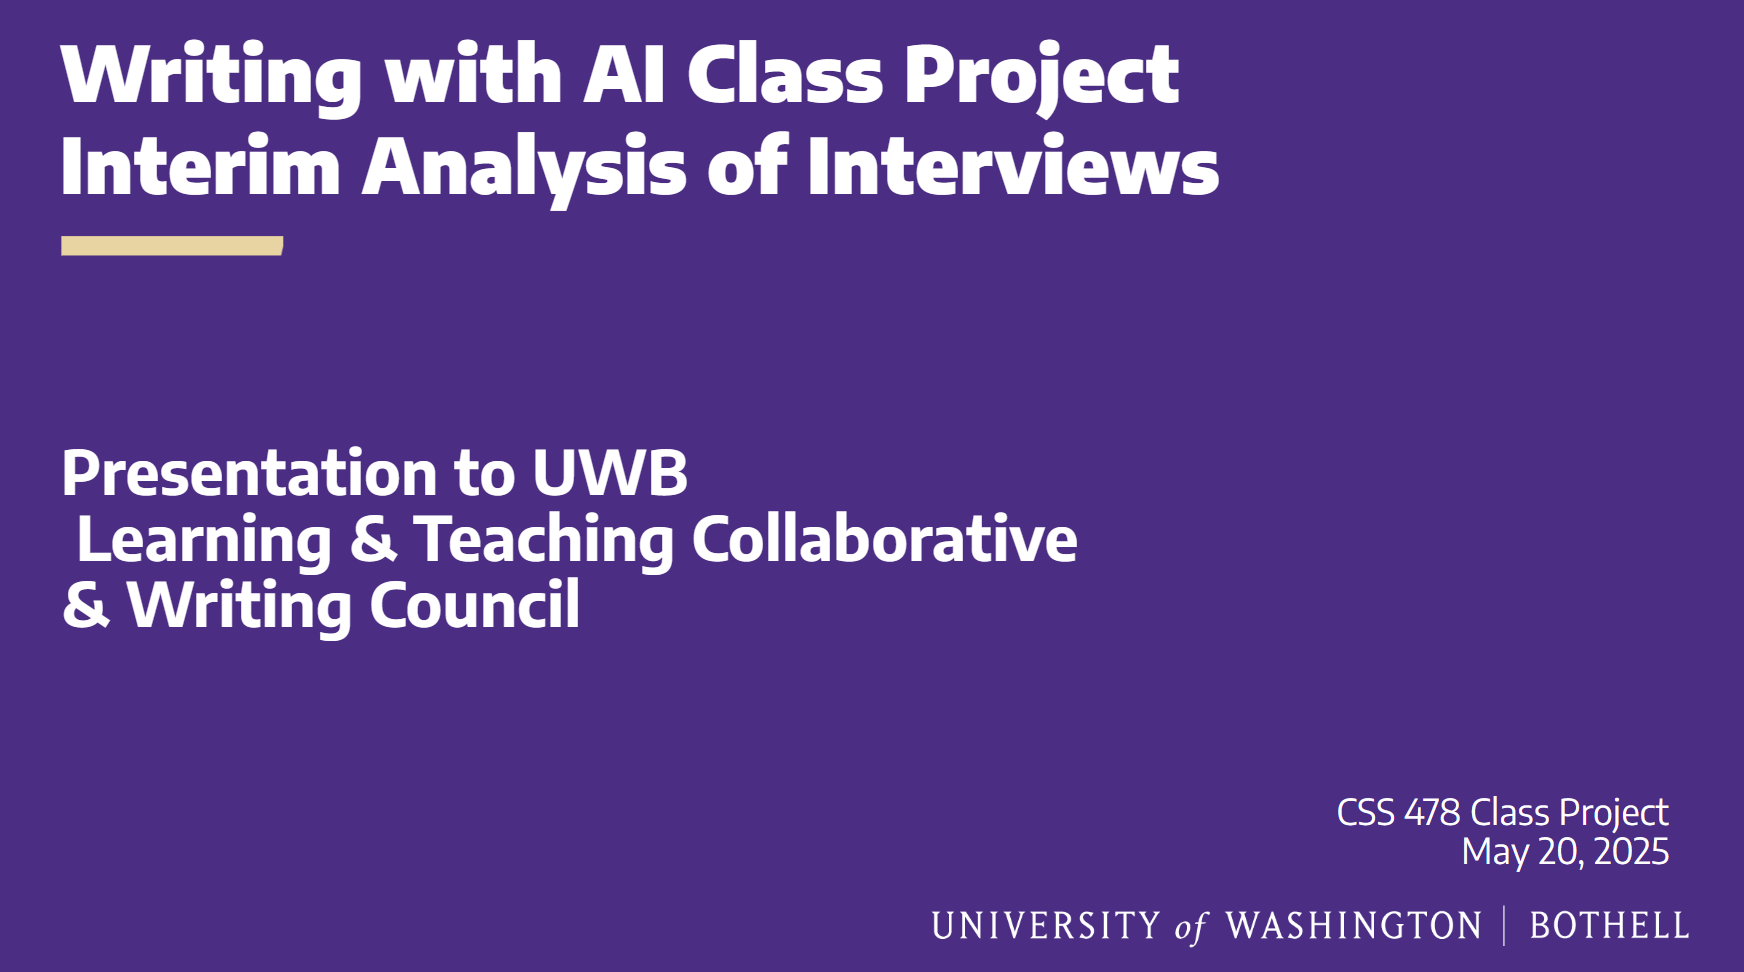 Writing with AI Class Project
Interim Analysis of Interviews
Presentation to UWB
Learning & Teaching Collaborative
& Writing Council
CSS 478 Class Project
May 20, 2025
UNIVERSITY of WASHINGTON | BOTHELL